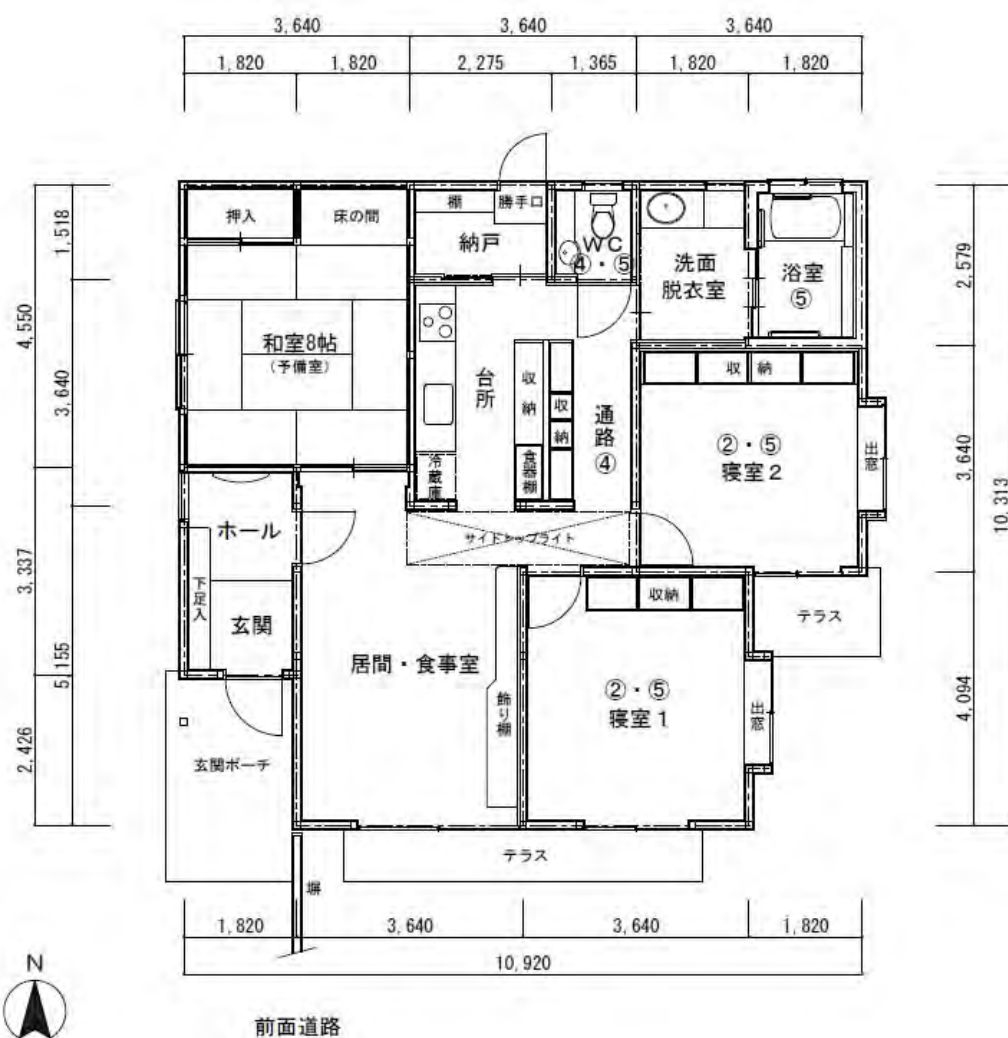 3,640
3,640
3,640
1,820
1,820
2,275
1,365
1,820
1,820
1,518
4,550
3,640
3,337
5,155
2,426
2,579
3,640
10,313
4,094
押入
床の間
棚
勝手口
納戸
WC
④・⑤
洗面
脱衣室
浴室
⑤
和室8帖
(予備室)
台所
収納
収納
食器棚
冷蔵庫
通路④
収納
②・⑤
寝室2
出窓
ホール
サイドトップライト
下足入
玄関
居間・食事室
飾り棚
収納
②・⑤
寝室1
出窓
テラス
玄関ポーチ
テラス
塀
1,820
3,640
3,640
1,820
10,920
N
前面道路